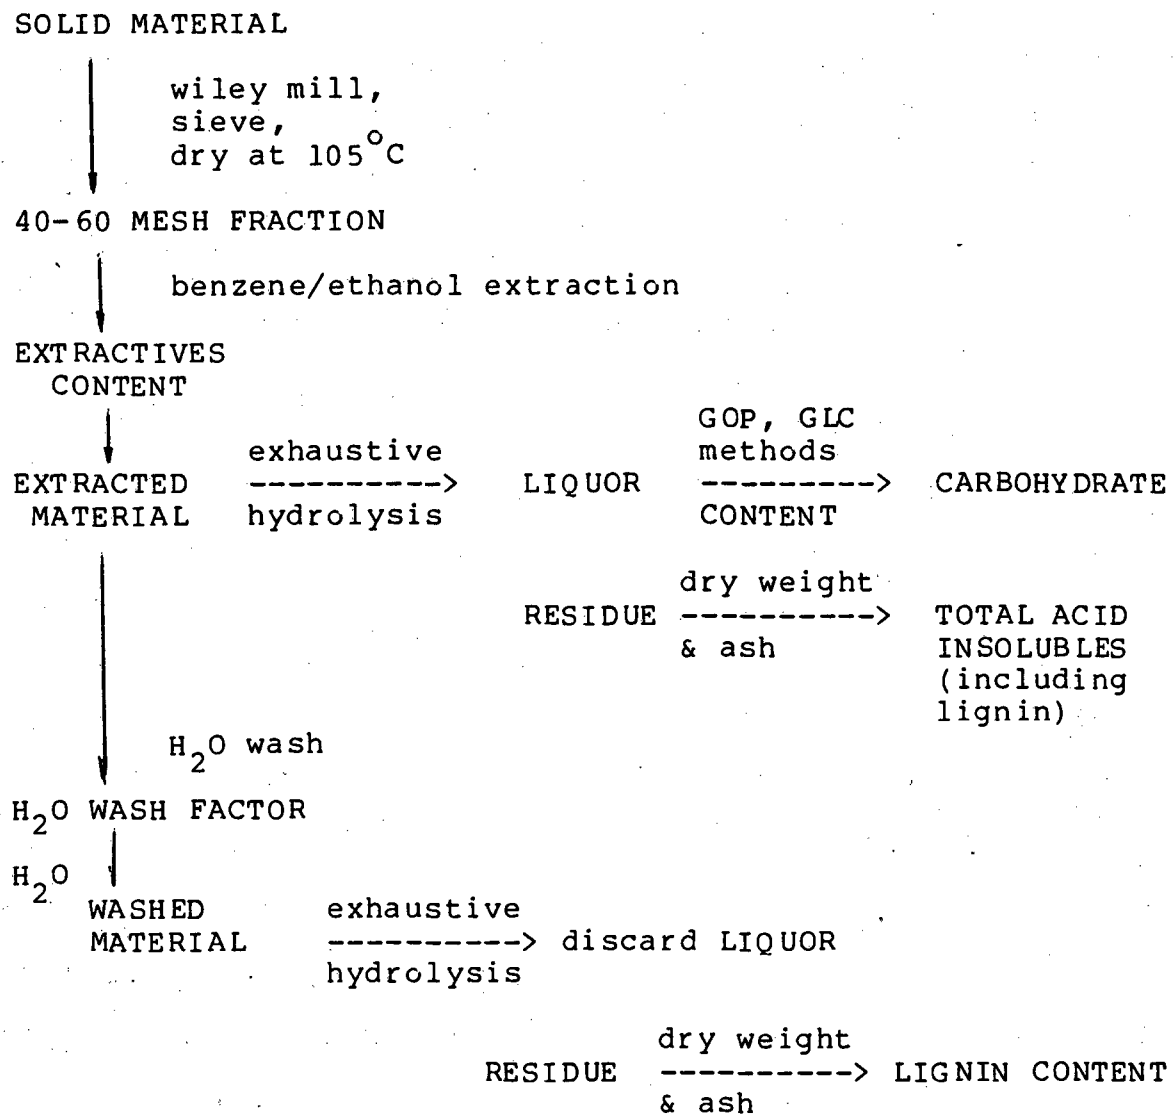 SOLID MATERIAL
wiley mill,
sieve,
dry at 105°C
40-60 MESH FRACTION
benzene/ethanol extraction
EXTRACTIVES
CONTENT
EXTRACTED
MATERIAL
exhaustive
---------->
hydrolysis
LIQUOR
GOP, GLC
methods
--------->
CONTENT
CARBOHYDRATE
RESIDUE
dry weight
---------->
& ash
TOTAL ACID
INSOLUBLES
(including
lignin)
H₂O wash
H₂O WASH FACTOR
H₂O
WASHED
MATERIAL
exhaustive
---------->
hydrolysis
discard LIQUOR
RESIDUE
dry weight
---------->
& ash
LIGNIN CONTENT